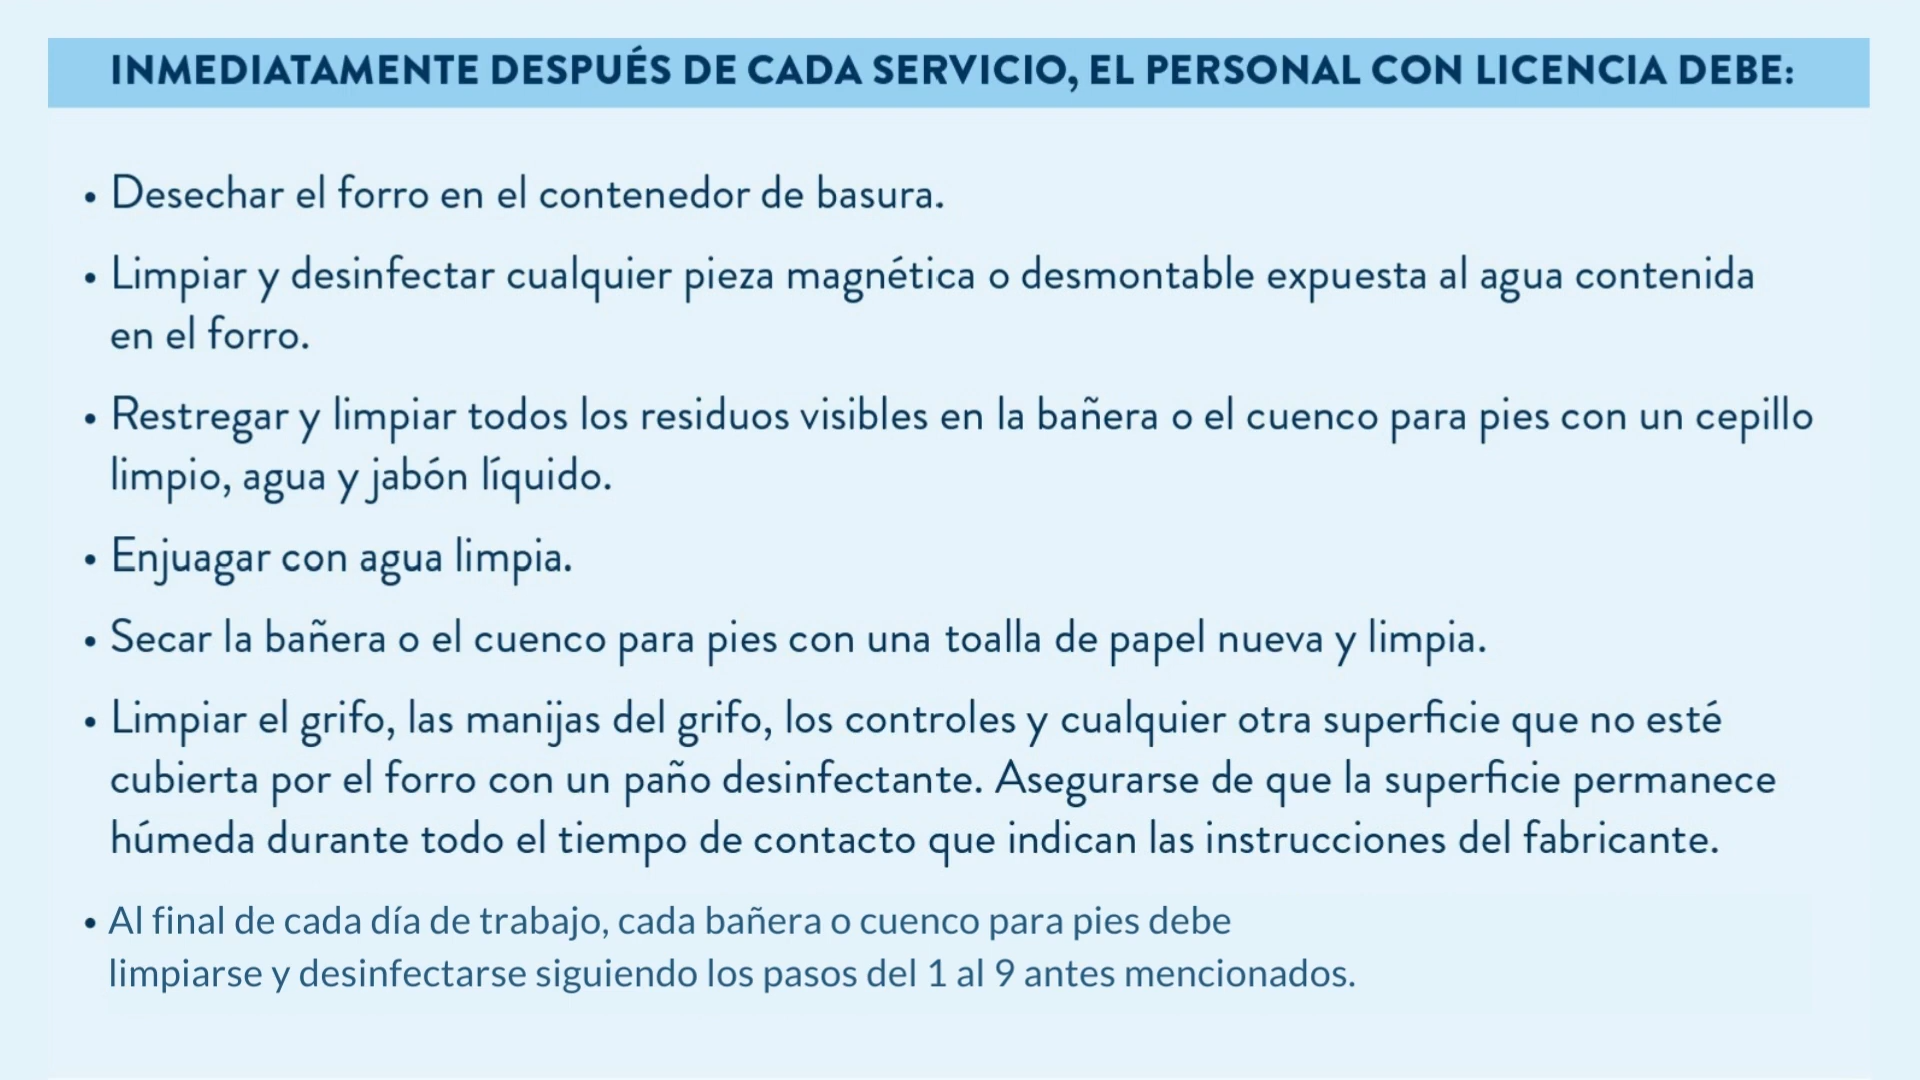 INMEDIATAMENTE DESPUÉS DE CADA SERVICIO, EL PERSONAL CON LICENCIA DEBE:
• Desechar el forro en el contenedor de basura.
• Limpiar y desinfectar cualquier pieza magnética o desmontable expuesta al agua contenida
en el forro.
• Restregar y limpiar todos los residuos visibles en la bañera o el cuenco para pies con un cepillo
limpio, agua y jabón líquido.
• Enjuagar con agua limpia.
• Secar la bañera o el cuenco para pies con una toalla de papel nueva y limpia.
• Limpiar el grifo, las manijas del grifo, los controles y cualquier otra superficie que no esté
cubierta por el forro con un paño desinfectante. Asegurarse de que la superficie permanece
húmeda durante todo el tiempo de contacto que indican las instrucciones del fabricante.
• Al final de cada día de trabajo, cada bañera o cuenco para pies debe
limpiarse y desinfectarse siguiendo los pasos del 1 al 9 antes mencionados.